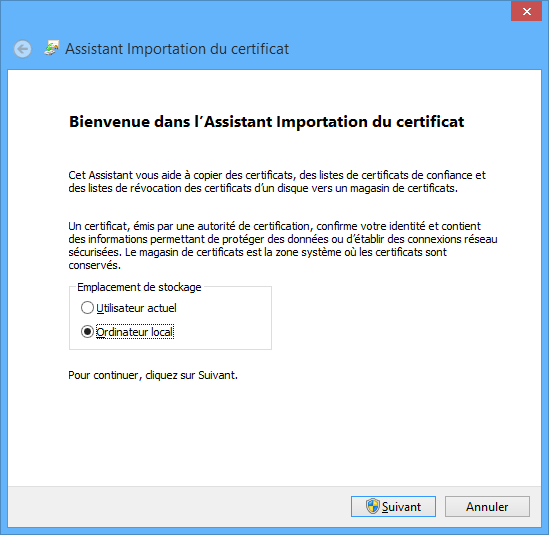 Assistant Importation du certificat
Bienvenue dans l'Assistant Importation du certificat
Cet Assistant vous aide à copier des certificats, des listes de certificats de confiance et
des listes de révocation des certificats d'un disque vers un magasin de certificats.
Un certificat, émis par une autorité de certification, confirme votre identité et contient
des informations permettant de protéger des données ou d'établir des connexions réseau
sécurisées. Le magasin de certificats est la zone système où les certificats sont
conservés.
Emplacement de stockage
Utilisateur actuel
Ordinateur local
Pour continuer, cliquez sur Suivant.
Suivant
Annuler